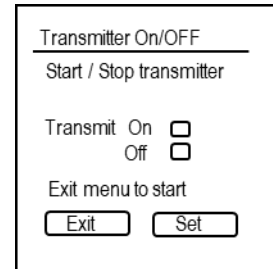 Transmitter On/OFF
Start / Stop transmitter
Transmit On
Off
Exit menu to start
Exit Set